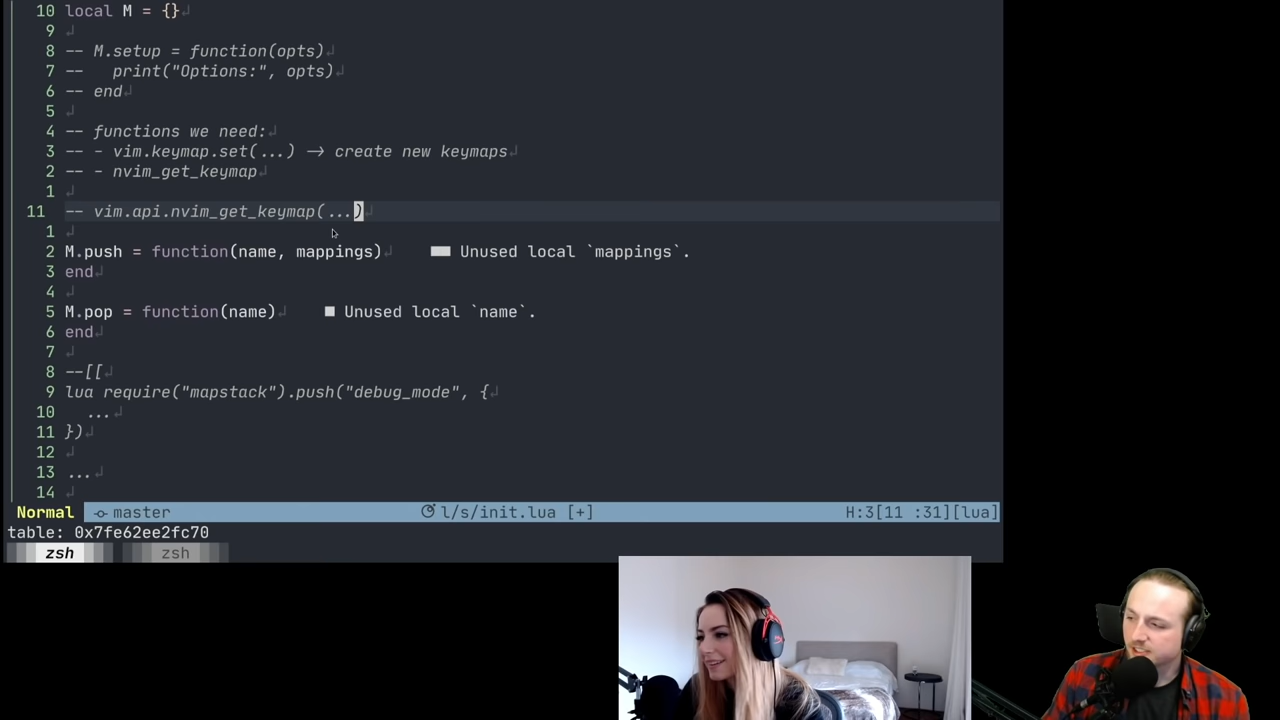 10 local M = {}
9
8 -- M.setup = function(opts)
7 --   print("Options:", opts)
6 -- end
5
4 -- functions we need:
3 -- - vim.keymap.set(...) -> create new keymaps
2 -- - nvim_get_keymap
1
11 -- vim.api.nvim_get_keymap(...)
1
2 M.push = function(name, mappings) Unused local `mappings`.
3 end
4
5 M.pop = function(name) Unused local `name`.
6 end
7
8 --[[
9 lua require("mapstack").push("debug_mode", {
10   ...
11 })
12
13 ...
14
Normal master l/s/init.lua [+] H:3[11 :31][lua]
table: 0x7fe62ee2fc70
zsh zsh